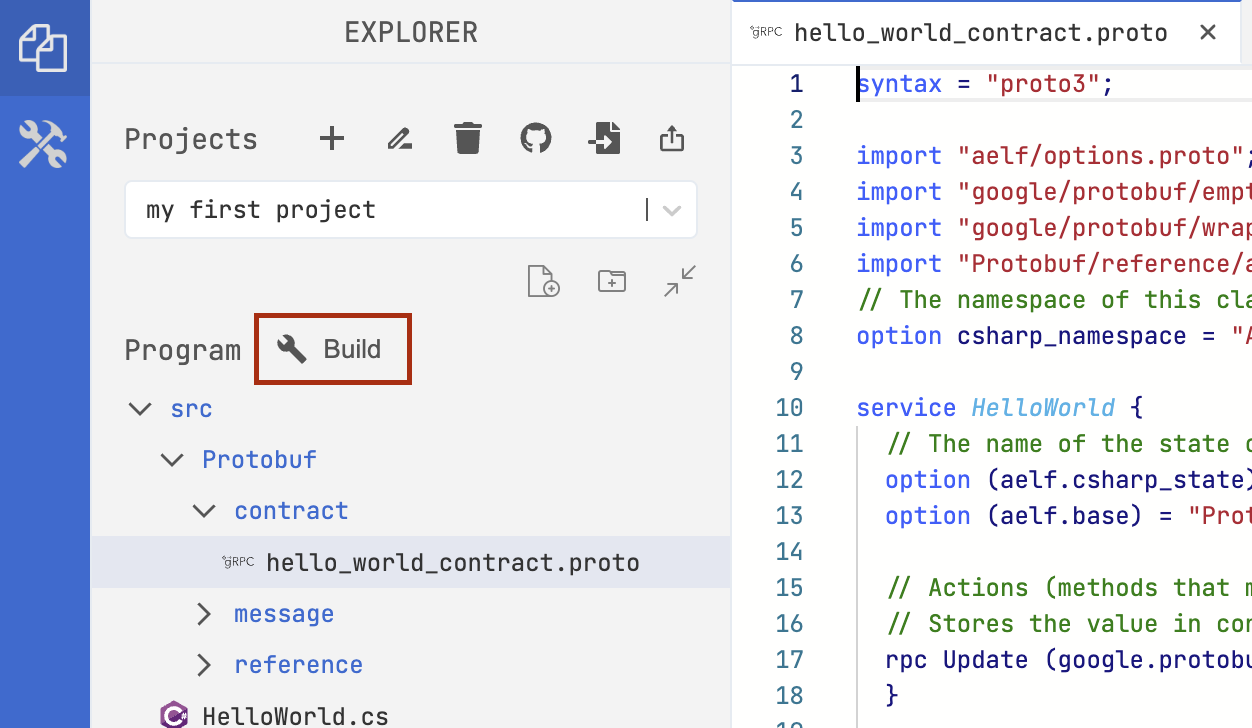 EXPLORER
Projects
my first project
Program
Build
src
Protobuf
contract
gRPC hello_world_contract.proto
message
reference
HelloWorld.cs
gRPC hello_world_contract.proto
1 syntax = "proto3";
2
3 import "aelf/options.proto";
4 import "google/protobuf/empt
5 import "google/protobuf/wrap
6 import "Protobuf/reference/a
7 // The namespace of this cla
8 option csharp_namespace = "A
9
10 service HelloWorld {
11 // The name of the state c
12 option (aelf.csharp_state)
13 option (aelf.base) = "Prot
14
15 // Actions (methods that m
16 // Stores the value in con
17 rpc Update (google.protobu
18 }